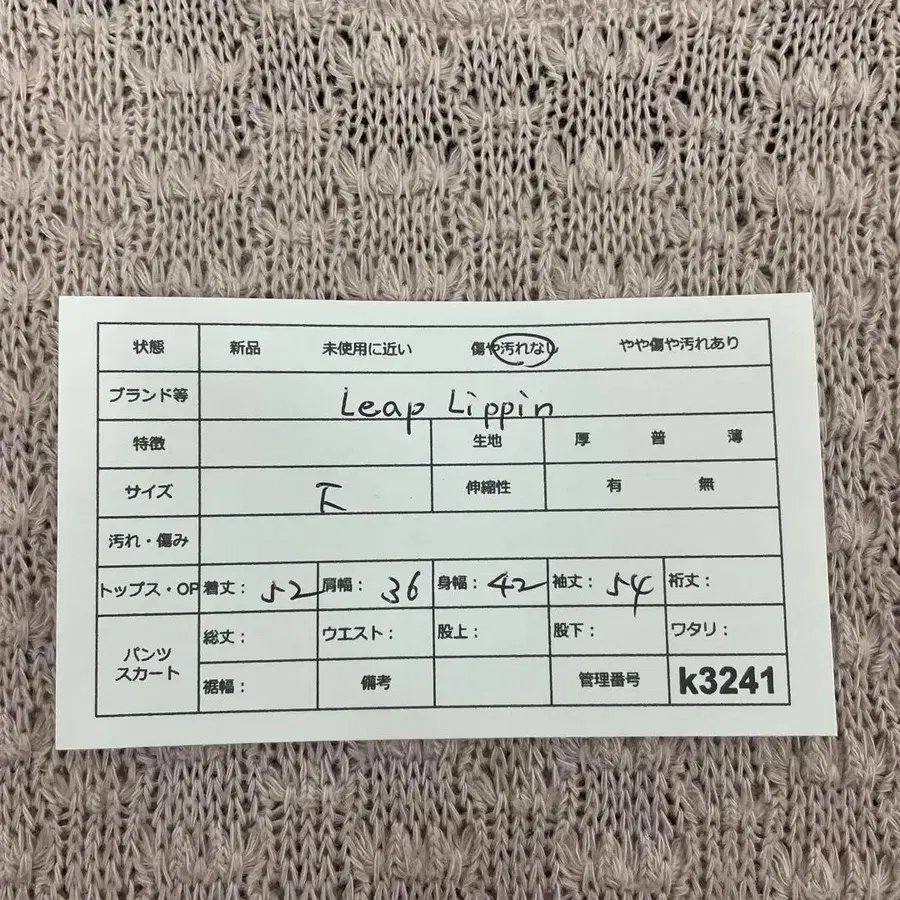 状態 新品 未使用に近い 傷や汚れなし やや傷や汚れあり
ブランド等 Leap Lippin
特徴 生地 厚 普 薄
サイズ F 伸縮性 有 無
汚れ・傷み
トップス・OP 着丈: 52 肩幅: 36 身幅: 42 袖丈: 54 裄丈:
パンツ スカート 総丈: ウエスト: 股上: 股下: ワタリ:
裾幅: 備考 管理番号 k3241